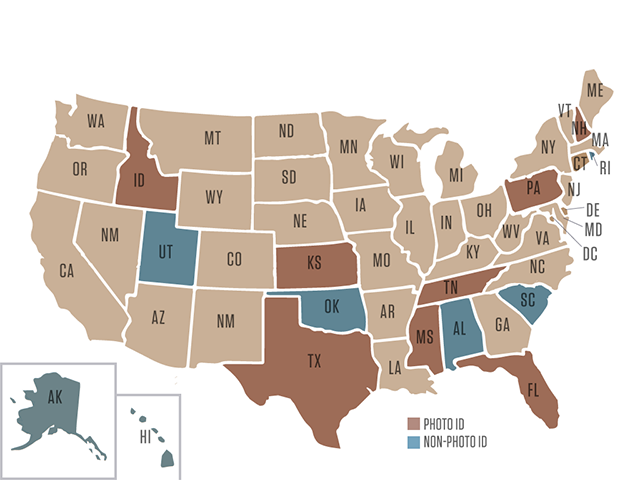 ME
VT
WA
NH
MT
ND
MA
MN
NY
OR
WI
CT
RI
SD
MI
ID
PA
NJ
WY
IA
OH
DE
NE
IL
IN
MD
WV
NM
VA
UT
KY
DC
CO
KS
MO
NC
CA
TN
SC
OK
AR
AZ
NM
GA
AL
MS
TX
LA
FL
AK
HI
PHOTO ID
NON-PHOTO ID